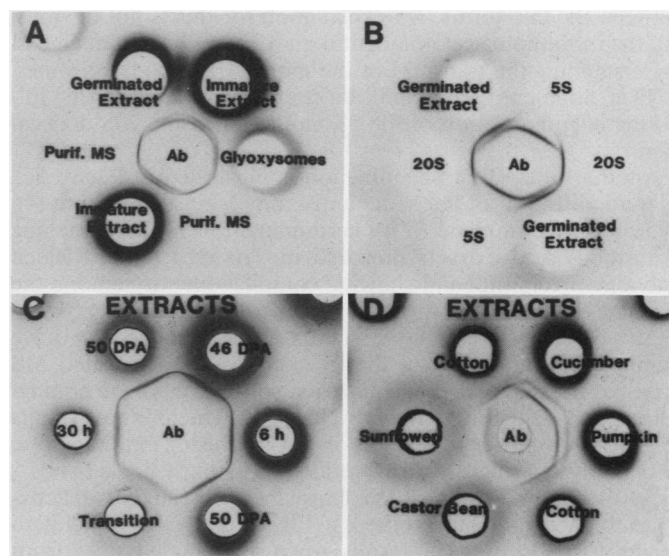 A
Germinated
Extract
Immature
Extract
Purif. MS
Ab
Glyoxysomes
Immature
Extract
Purif. MS
B
Germinated
Extract
5S
20S
Ab
20S
5S
Germinated
Extract
C
EXTRACTS
50 DPA
46 DPA
30 h
Ab
6 h
Transition
50 DPA
D
EXTRACTS
Cotton
Cucumber
Sunflower
Ab
Pumpkin
Castor Bean
Cotton